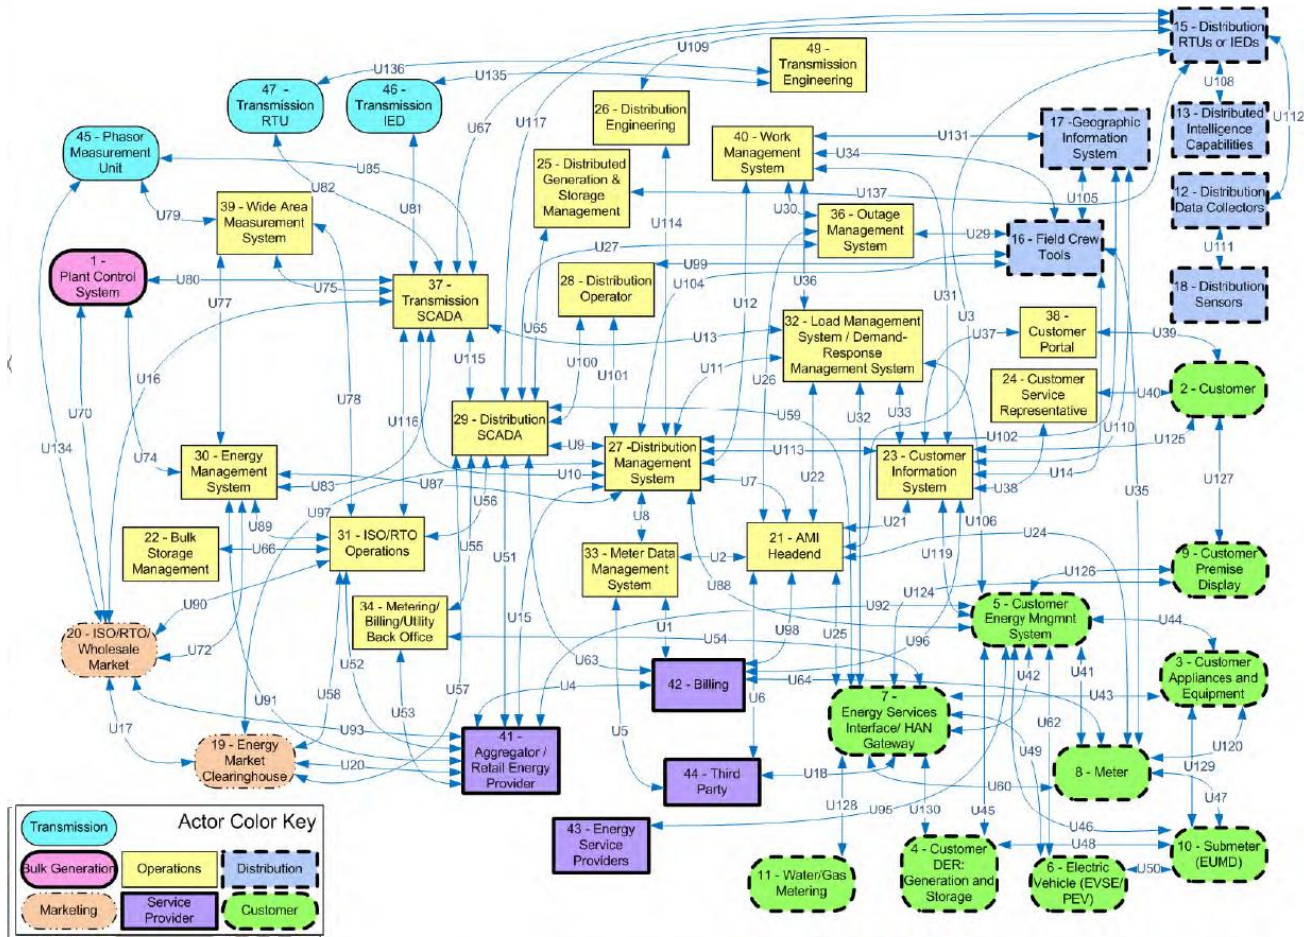 U109
49 -
Transmission
Engineering
15 - Distribution
RTUs or IEDs
U136
U135
47 -
Transmission
RTU
46 -
Transmission
IED
U67
U117
26 - Distribution
Engineering
U108
U112
45 - Phasor
Measurement
Unit
40 - Work
Management
System
U131
U34
17 -Geographic
Information
System
13 - Distributed
Intelligence
Capabilities
25 - Distributed
Generation &
Storage
Management
U85
U82
U81
U137
U105
12 - Distribution
Data Collectors
U79
39 - Wide Area
Measurement
System
U114
U30
36 - Outage
Management
System
U29
16 - Field Crew
Tools
U111
U27
U99
1 -
Plant Control
System
U80
U75
37 -
Transmission
SCADA
28 - Distribution
Operator
U104
U36
18 - Distribution
Sensors
U77
U12
U31
U3
U65
U13
32 - Load Management
System / Demand-
Response
Management System
U37
38 -
Customer
Portal
U39
U115
U100
U101
U11
U26
U16
U70
U78
24 - Customer
Service
Representative
U40
2 - Customer
U134
U116
29 - Distribution
SCADA
U59
U32
U33
U74
U9
27 -Distribution
Management
System
U102
U110
U125
U113
23 - Customer
Information
System
30 - Energy
Management
System
U83
U87
U10
U14
U38
U35
U127
U97
U56
U7
U22
U89
U8
U21
U106
22 - Bulk
Storage
Management
U66
31 - ISO/RTO
Operations
21 - AMI
Headend
U24
U55
U51
33 - Meter Data
Management
System
U2
U119
9 - Customer
Premise
Display
U126
U88
U124
U90
34 - Metering/
Billing/Utility
Back Office
U15
U92
5 - Customer
Energy Mngmnt
System
20 - ISO/RTO/
Wholesale
Market
U1
U98
U25
U54
U96
U44
U72
U52
U63
42 - Billing
U64
U42
U41
3 - Customer
Appliances and
Equipment
U58
U57
U4
U6
7 -
Energy Services
Interface/ HAN
Gateway
U43
U91
U53
U62
U17
U93
U5
U49
U120
19 - Energy
Market
Clearinghouse
U20
41 -
Aggregator /
Retail Energy
Provider
44 - Third
Party
U18
U60
8 - Meter
U129
U128
U95
U130
U45
U47
43 - Energy
Service
Providers
U46
U48
10 - Submeter
(EUMD)
11 - Water/Gas
Metering
4 - Customer
DER:
Generation and
Storage
6 - Electric
Vehicle (EVSE/
PEV)
U50
Actor Color Key
Transmission
Bulk Generation
Operations
Distribution
Marketing
Service
Provider
Customer